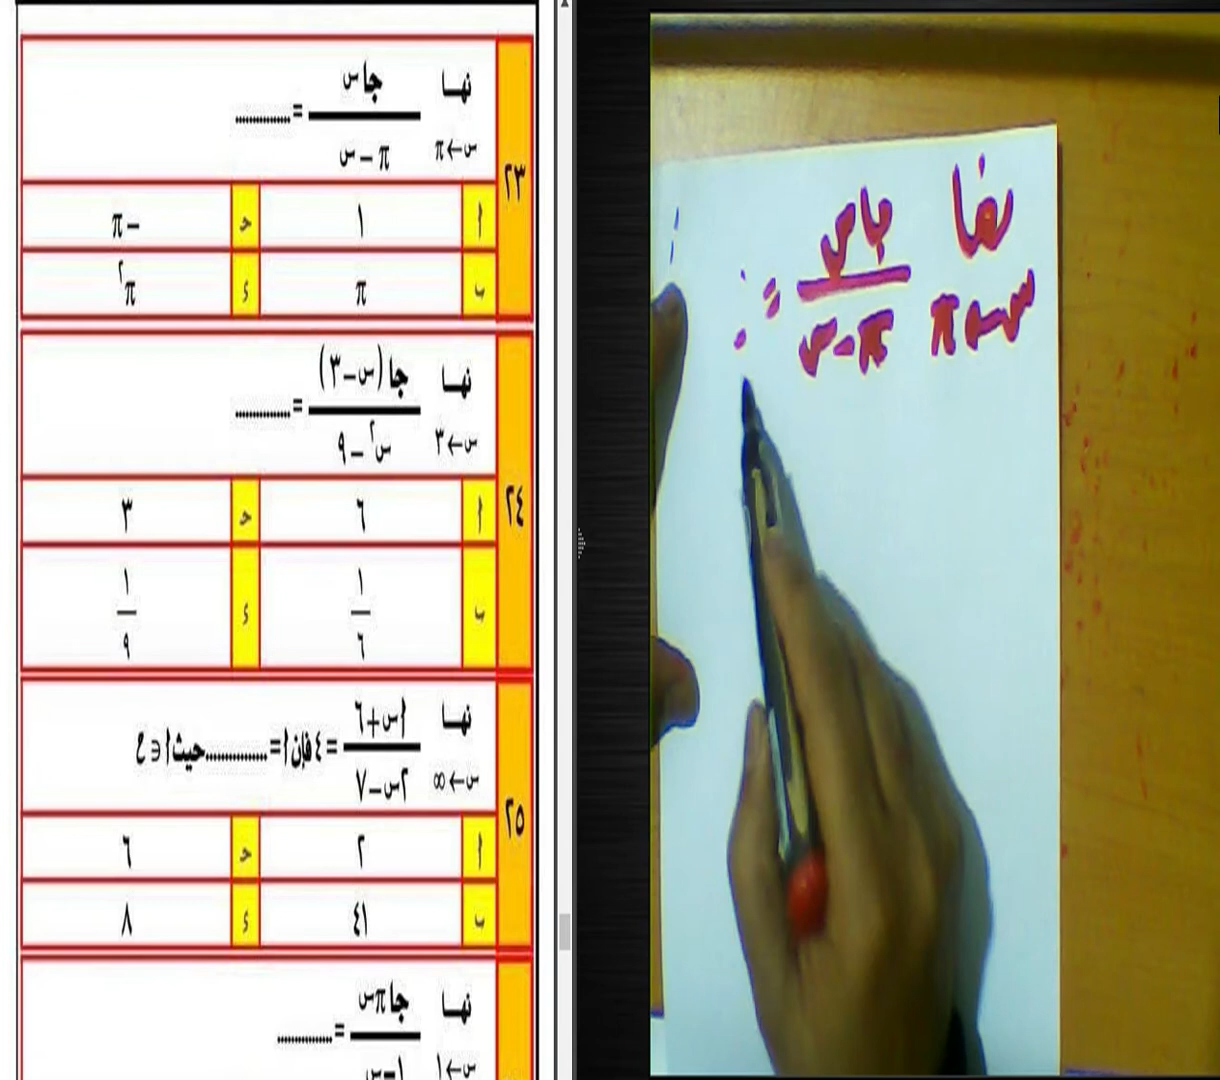 ٢٣
نهـا جاس / π − س = ..............
س←π
أ ١ حـ −π
ب π ء π٢
٢٤
نهـا جا(س−٣) / س٢ − ٩ = ..............
س←٣
أ ٦ حـ ٣
ب ١/٦ ء ١/٩
٢٥
نهـا أس+٦ / ٢س−٧ = ٤ فإن أ = ............... حيث أ ∈ ح
س←∞
أ ٢ حـ ٦
ب ٤١ ء ٨
نهـا جاπس / ١−س = ..............
س←١
نها جاس / π−س =
س←π